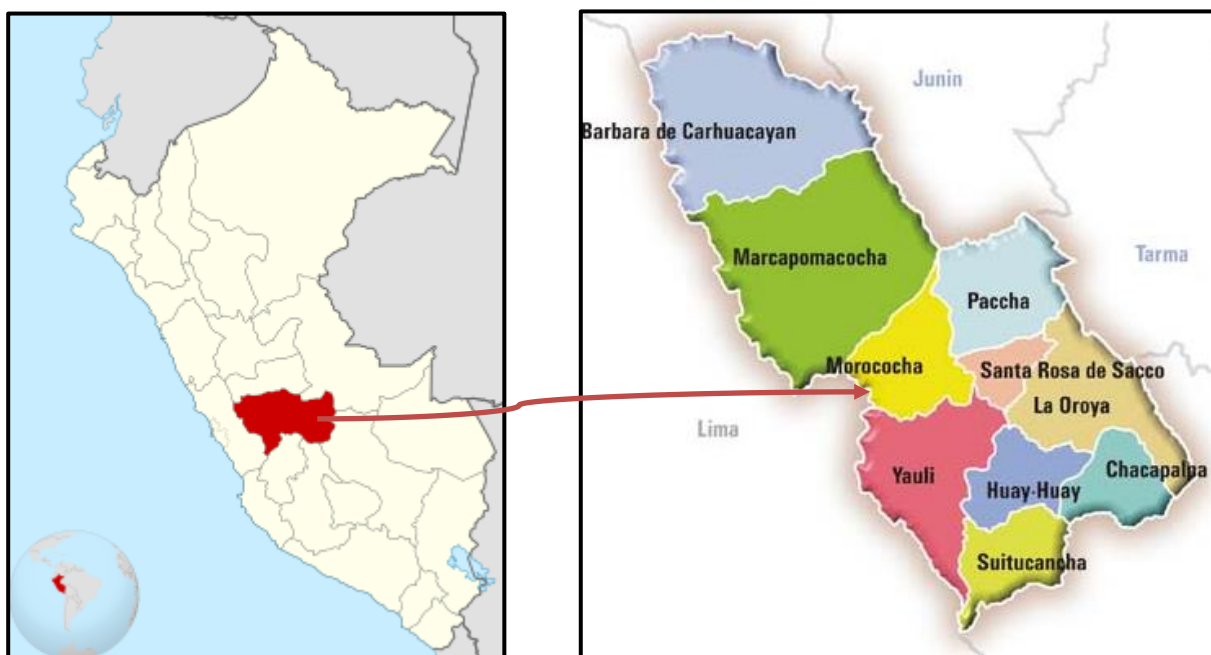 Junin
Barbara de Carhuacayan
Marcapomacocha
Tarma
Paccha
Morococha
Santa Rosa de Sacco
La Oroya
Lima
Yauli
Chacapalpa
Huay-Huay
Suitucancha